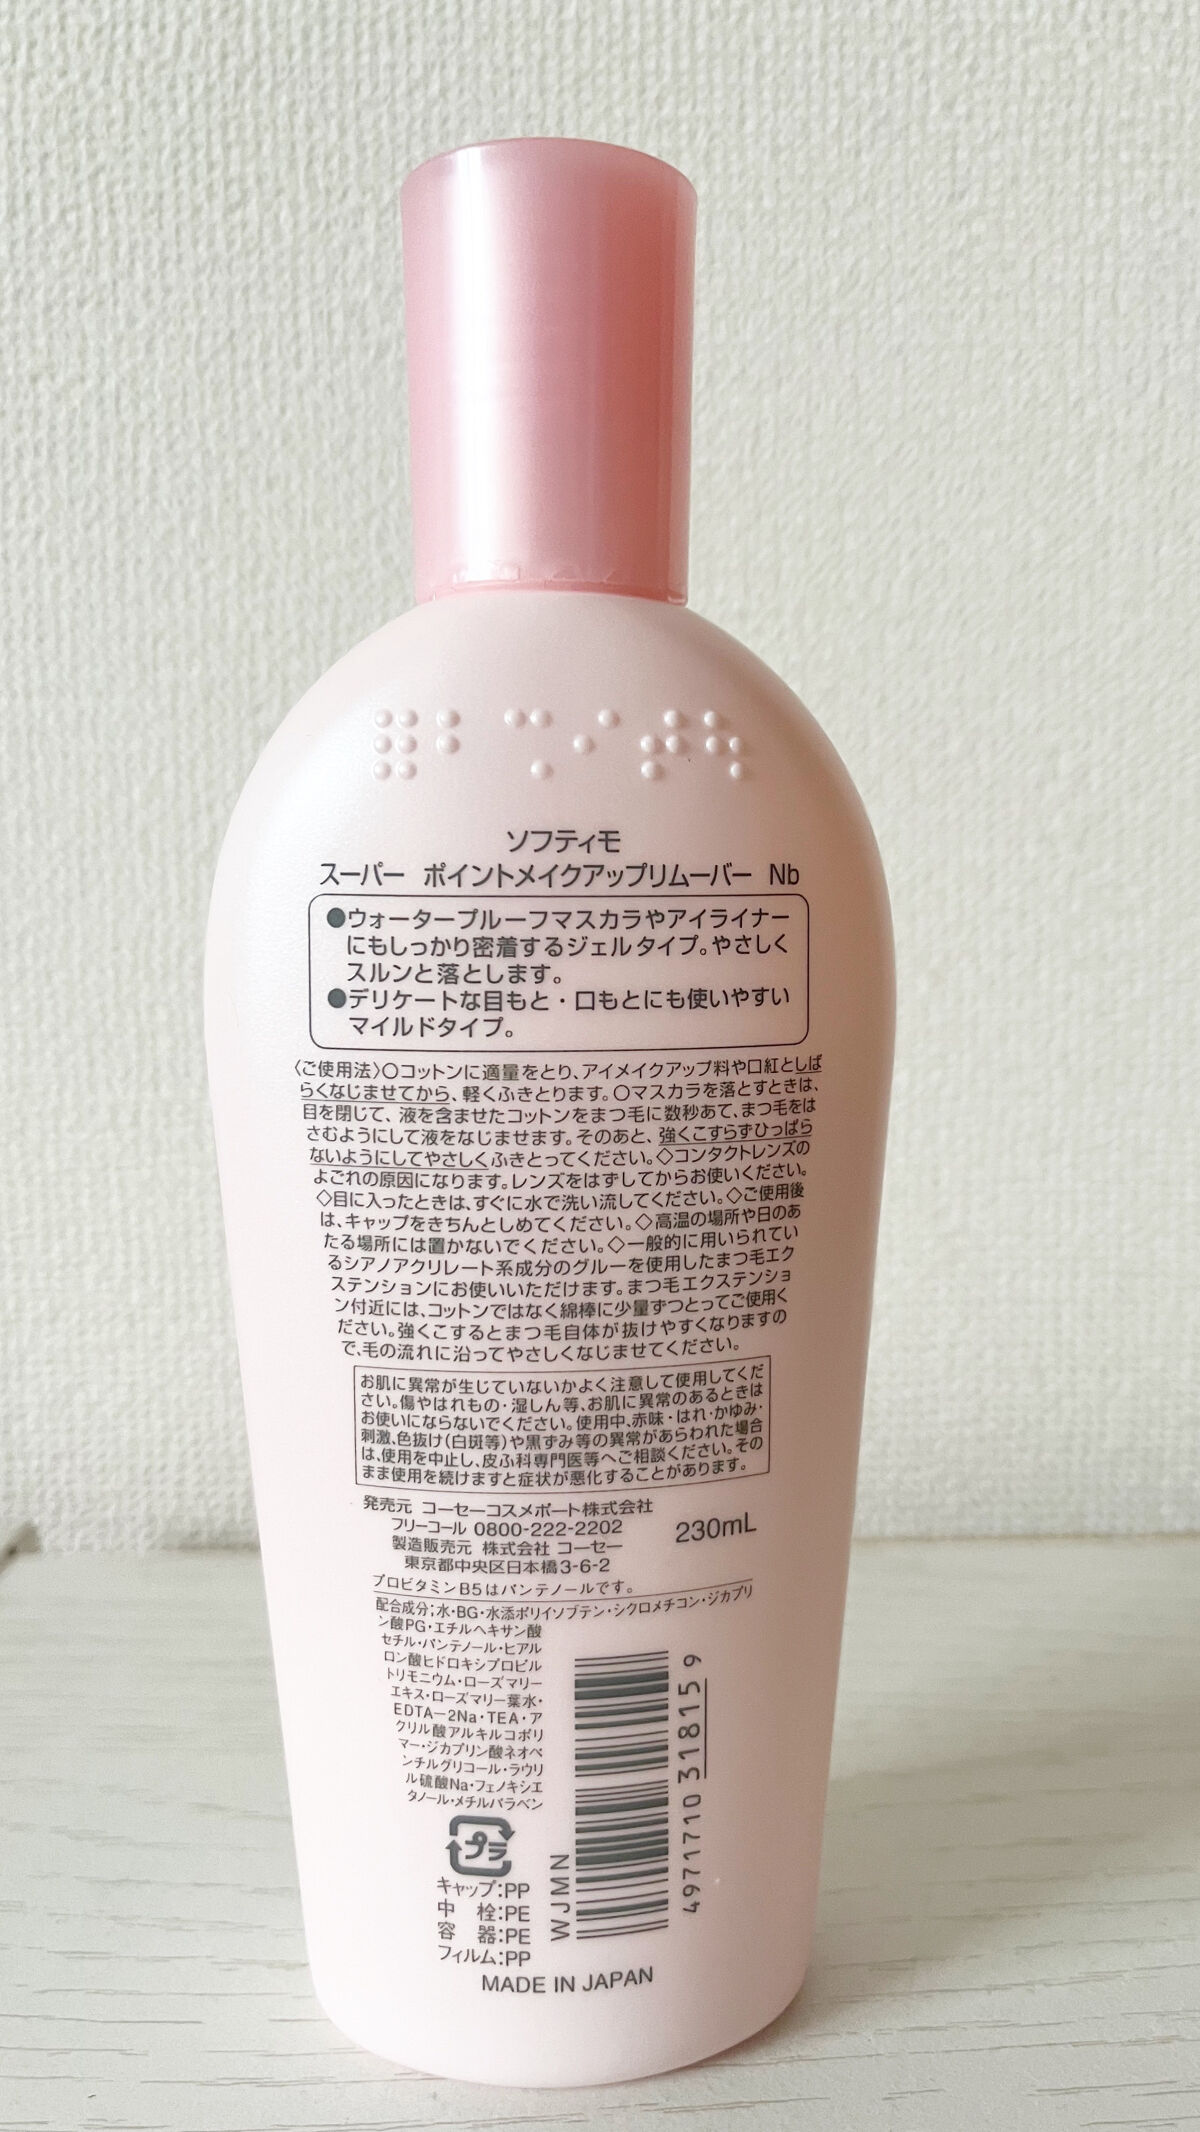 ソフティモ
スーパー ポイントメイクアップリムーバー Nb
●ウォータープルーフマスカラやアイライナー
にもしっかり密着するジェルタイプ。やさしく
スルンと落とします。
●デリケートな目もと・口もとにも使いやすい
マイルドタイプ。
〈ご使用法〉○コットンに適量をとり、アイメイクアップ料や口紅としば
らくなじませてから、軽くふきとります。○マスカラを落とすときは、
目を閉じて、液を含ませたコットンをまつ毛に数秒あて、まつ毛をは
さむようにして液をなじませます。そのあと、強くこすらずひっぱら
ないようにしてやさしくふきとってください。◇コンタクトレンズの
よごれの原因になります。レンズをはずしてからお使いください。
◇目に入ったときは、すぐに水で洗い流してください。◇ご使用後
は、キャップをきちんとしめてください。◇高温の場所や日のあ
たる場所には置かないでください。◇一般的に用いられてい
るシアノアクリレート系成分のグルーを使用したまつ毛エク
ステンションにお使いいただけます。まつ毛エクステンショ
ン付近には、コットンではなく綿棒に少量ずつとってご使用く
ださい。強くこするとまつ毛自体が抜けやすくなりますの
で、毛の流れに沿ってやさしくなじませてください。
お肌に異常が生じていないかよく注意して使用してくだ
さい。傷やはれもの・湿しん等、お肌に異常のあるときは
お使いにならないでください。使用中、赤味・はれ・かゆみ・
刺激、色抜け(白斑等)や黒ずみ等の異常があらわれた場合
は、使用を中止し、皮ふ科専門医等へご相談ください。その
まま使用を続けますと症状が悪化することがあります。
発売元 コーセーコスメポート株式会社
フリーコール 0800-222-2202
230mL
製造販売元 株式会社 コーセー
東京都中央区日本橋3-6-2
プロビタミンB5はパンテノールです。
配合成分;水・BG・水添ポリイソブテン・シクロメチコン・ジカプリ
ン酸PG・エチルヘキサン酸
セチル・パンテノール・ヒアル
ロン酸ヒドロキシプロピル
トリモニウム・ローズマリー
エキス・ローズマリー葉水・
EDTA-2Na・TEA・ア
クリル酸アルキルコポリ
マー・ジカプリン酸ネオペ
ンチルグリコール・ラウリ
ル硫酸Na・フェノキシエ
タノール・メチルパラベン
4971710 318159
WJMN
プラ
キャップ:PP
中 栓:PE
容 器:PE
フィルム:PP
MADE IN JAPAN